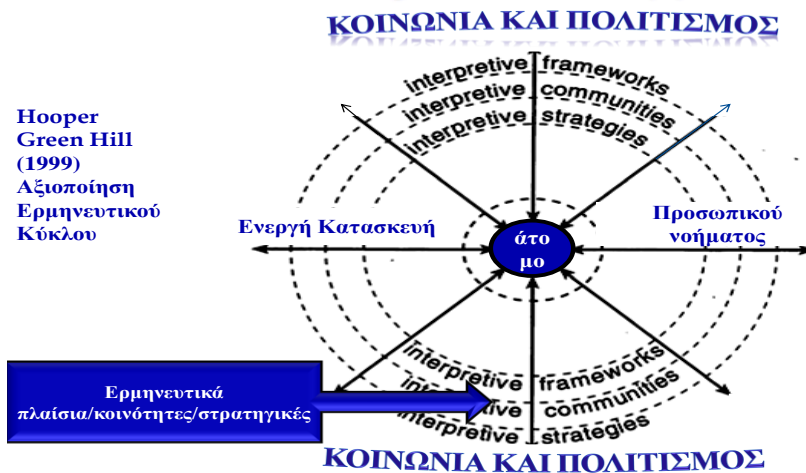 ΚΟΙΝΩΝΙΑ ΚΑΙ ΠΟΛΙΤΙΣΜΟΣ
interpretive frameworks
interpretive communities
interpretive strategies
Hooper
Green Hill
(1999)
Αξιοποίηση
Ερμηνευτικού
Κύκλου
Ενεργή Κατασκευή
άτο
μο
Προσωπικού
νοήματος
interpretive frameworks
interpretive communities
interpretive strategies
Ερμηνευτικά
πλαίσια/κοινότητες/στρατηγικές
ΚΟΙΝΩΝΙΑ ΚΑΙ ΠΟΛΙΤΙΣΜΟΣ